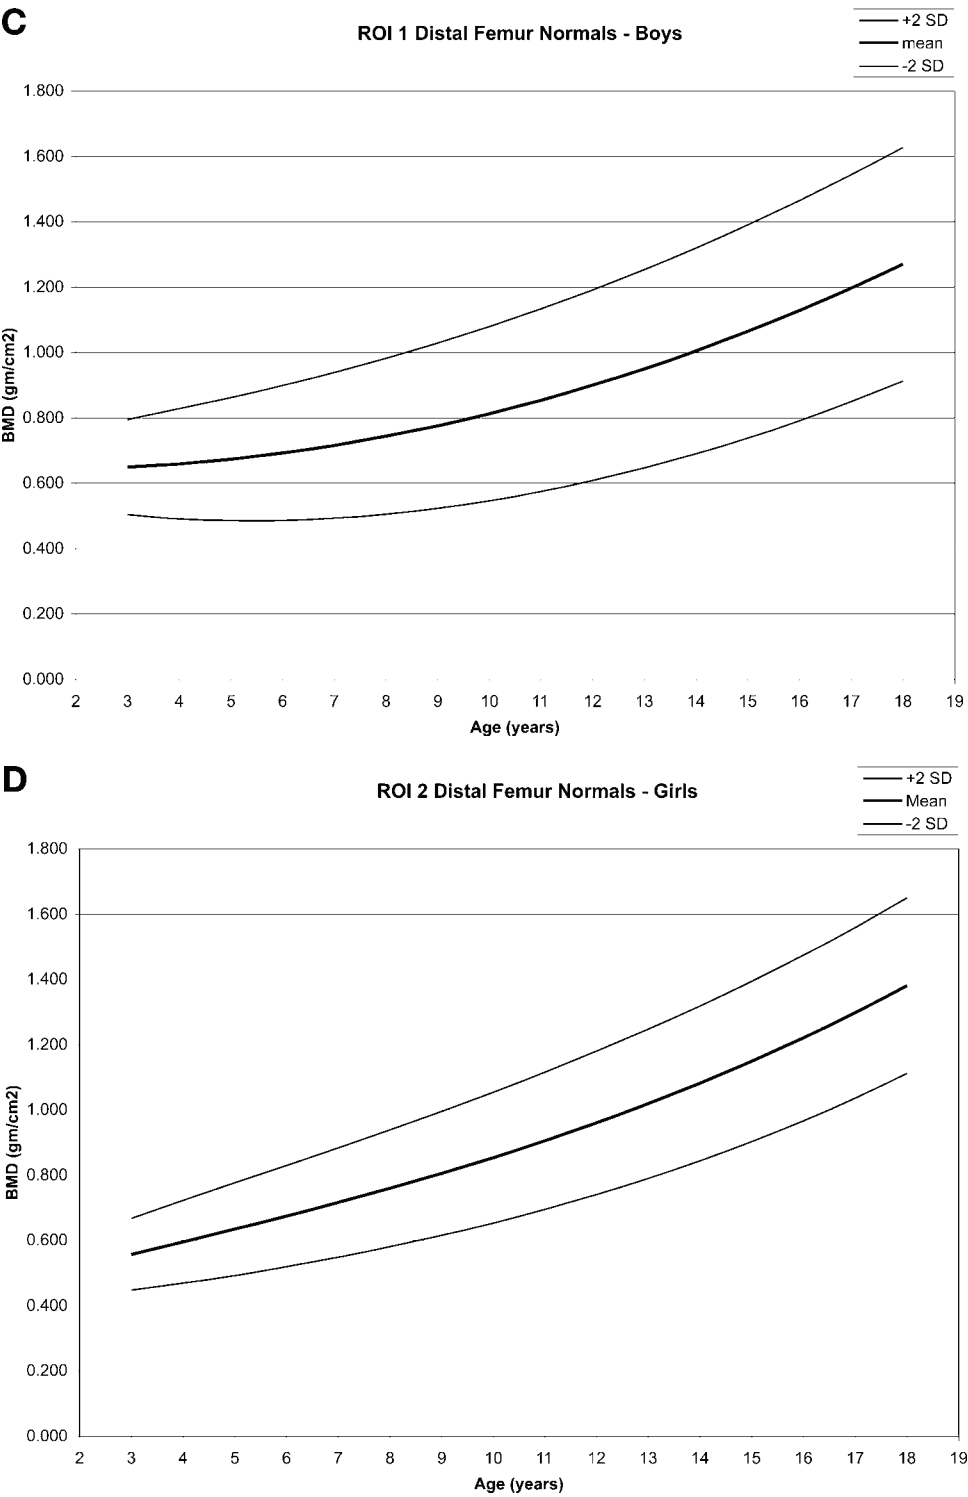 C
ROI 1 Distal Femur Normals - Boys
+2 SD
mean
-2 SD
1.800
1.600
1.400
1.200
1.000
0.800
0.600
0.400
0.200
0.000
BMD (gm/cm2)
2 3 4 5 6 7 8 9 10 11 12 13 14 15 16 17 18 19
Age (years)
D
ROI 2 Distal Femur Normals - Girls
+2 SD
Mean
-2 SD
1.800
1.600
1.400
1.200
1.000
0.800
0.600
0.400
0.200
0.000
BMD (gm/cm2)
2 3 4 5 6 7 8 9 10 11 12 13 14 15 16 17 18 19
Age (years)